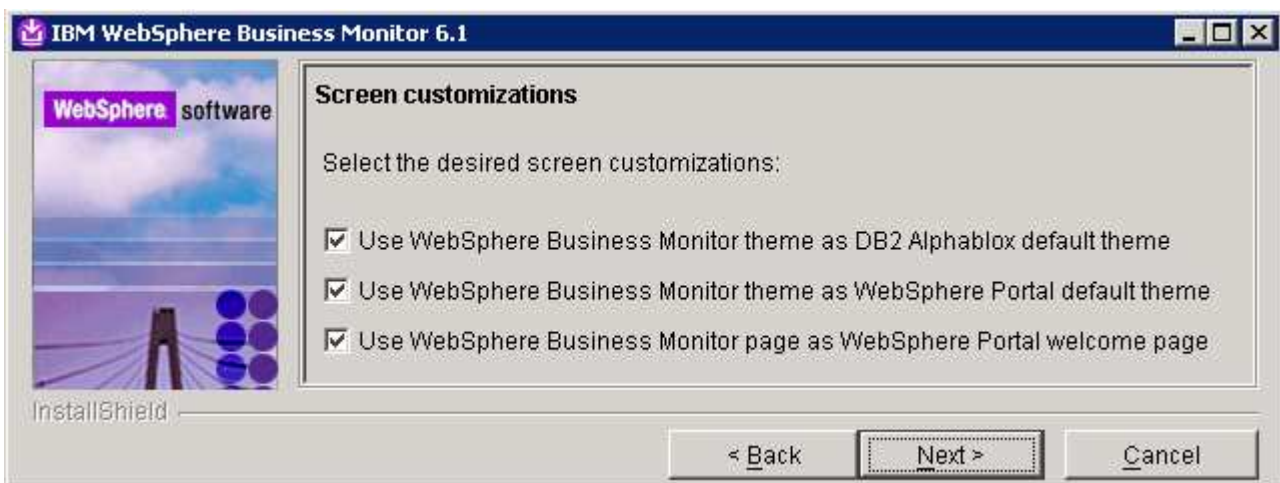 IBM WebSphere Business Monitor 6.1
WebSphere software
Screen customizations
Select the desired screen customizations:
Use WebSphere Business Monitor theme as DB2 Alphablox default theme
Use WebSphere Business Monitor theme as WebSphere Portal default theme
Use WebSphere Business Monitor page as WebSphere Portal welcome page
InstallShield
< Back Next > Cancel